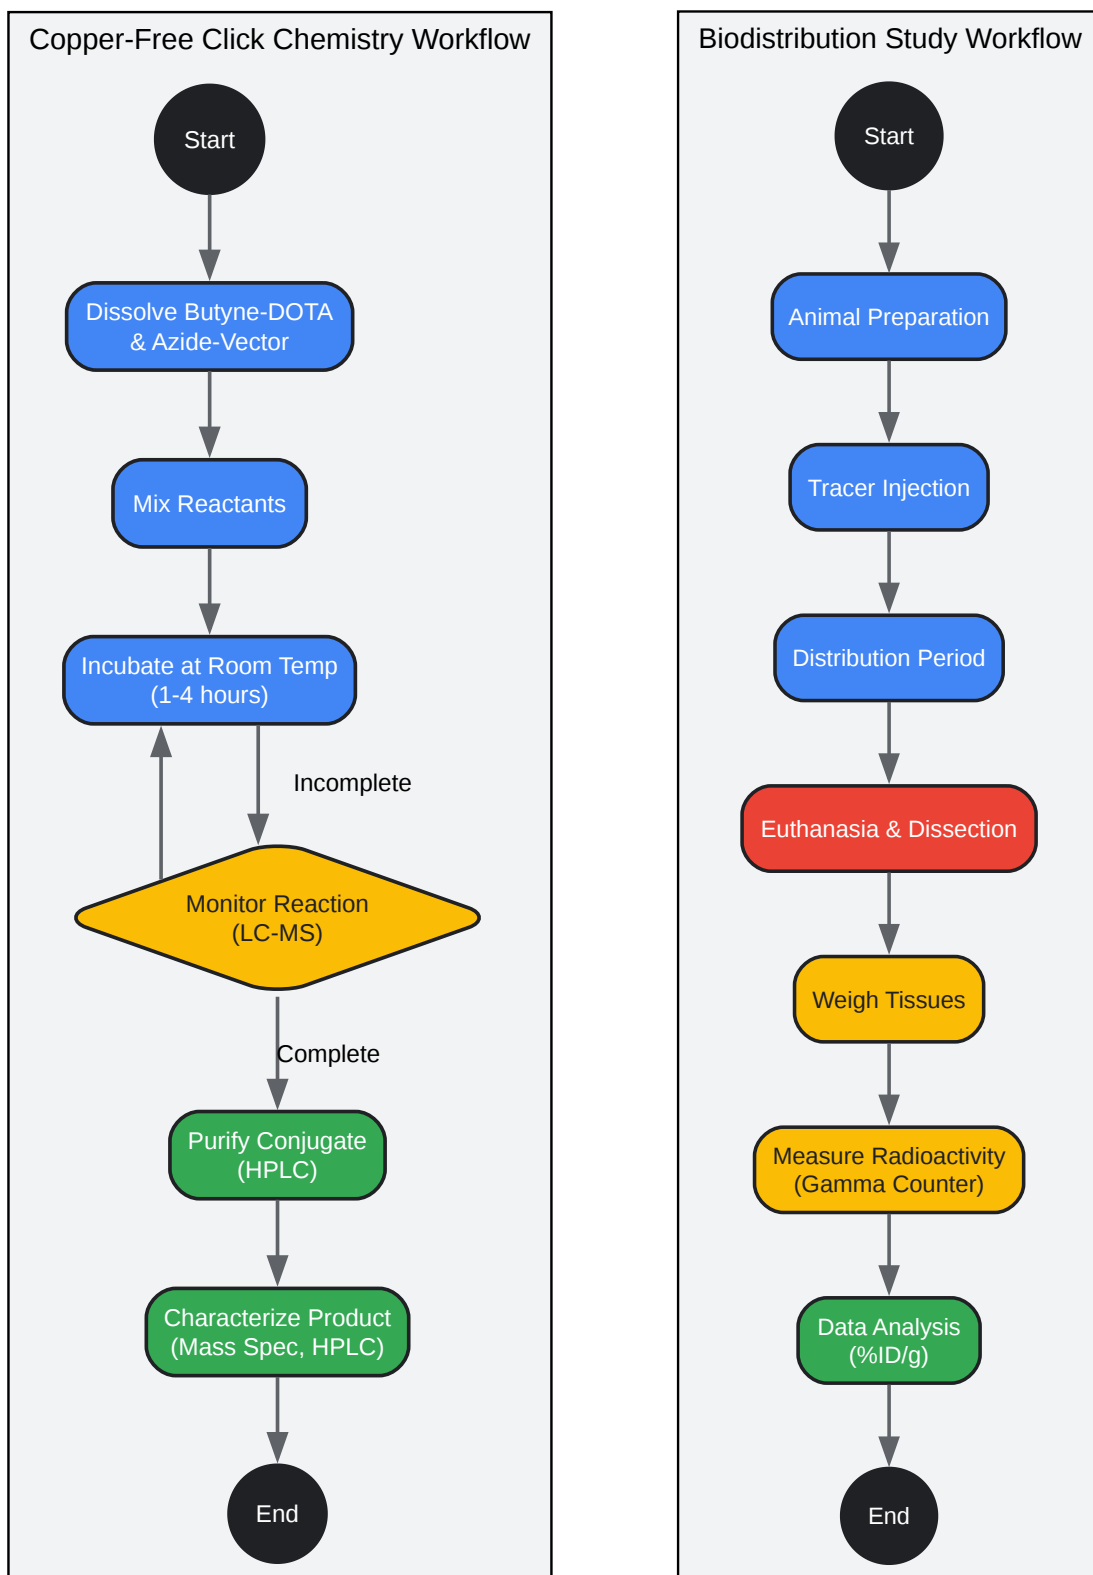 Copper-Free Click Chemistry Workflow
Start
Dissolve Butyne-DOTA
& Azide-Vector
Mix Reactants
Incubate at Room Temp
(1-4 hours)
Incomplete
Monitor Reaction
(LC-MS)
Complete
Purify Conjugate
(HPLC)
Characterize Product
(Mass Spec, HPLC)
End
Biodistribution Study Workflow
Start
Animal Preparation
Tracer Injection
Distribution Period
Euthanasia & Dissection
Weigh Tissues
Measure Radioactivity
(Gamma Counter)
Data Analysis
(%ID/g)
End